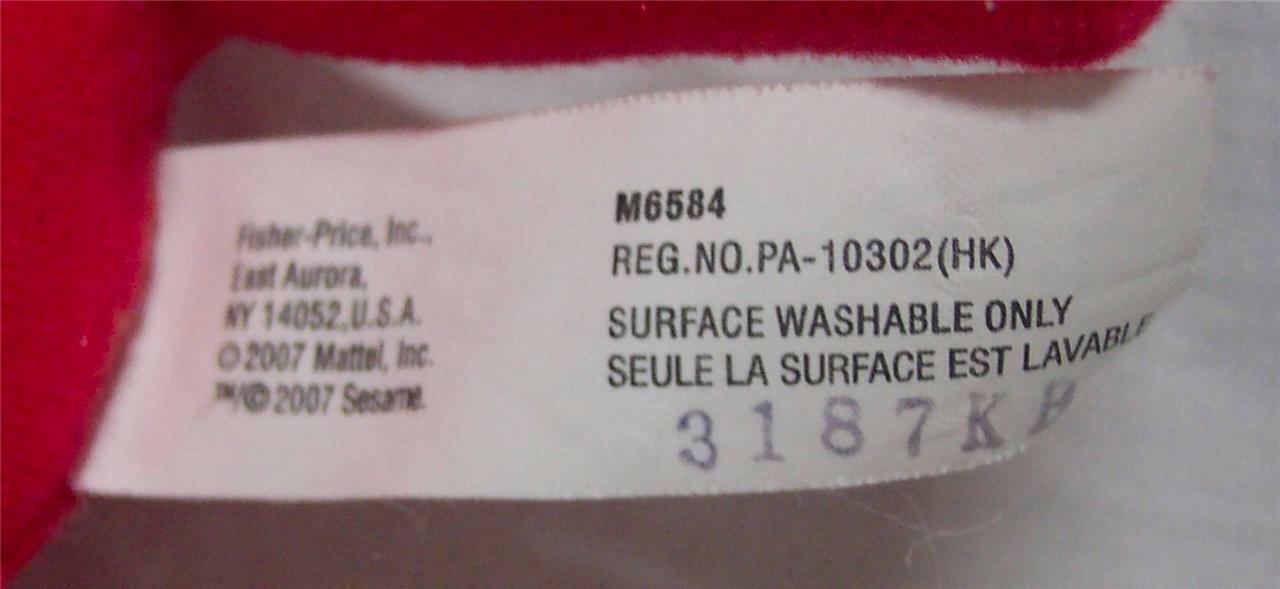 Fisher-Price, Inc.,
East Aurora,
NY 14052,U.S.A.
©2007 Mattel, Inc.
™/©2007 Sesame.
M6584
REG.NO.PA-10302(HK)
SURFACE WASHABLE ONLY
SEULE LA SURFACE EST LAVABLE
3187K